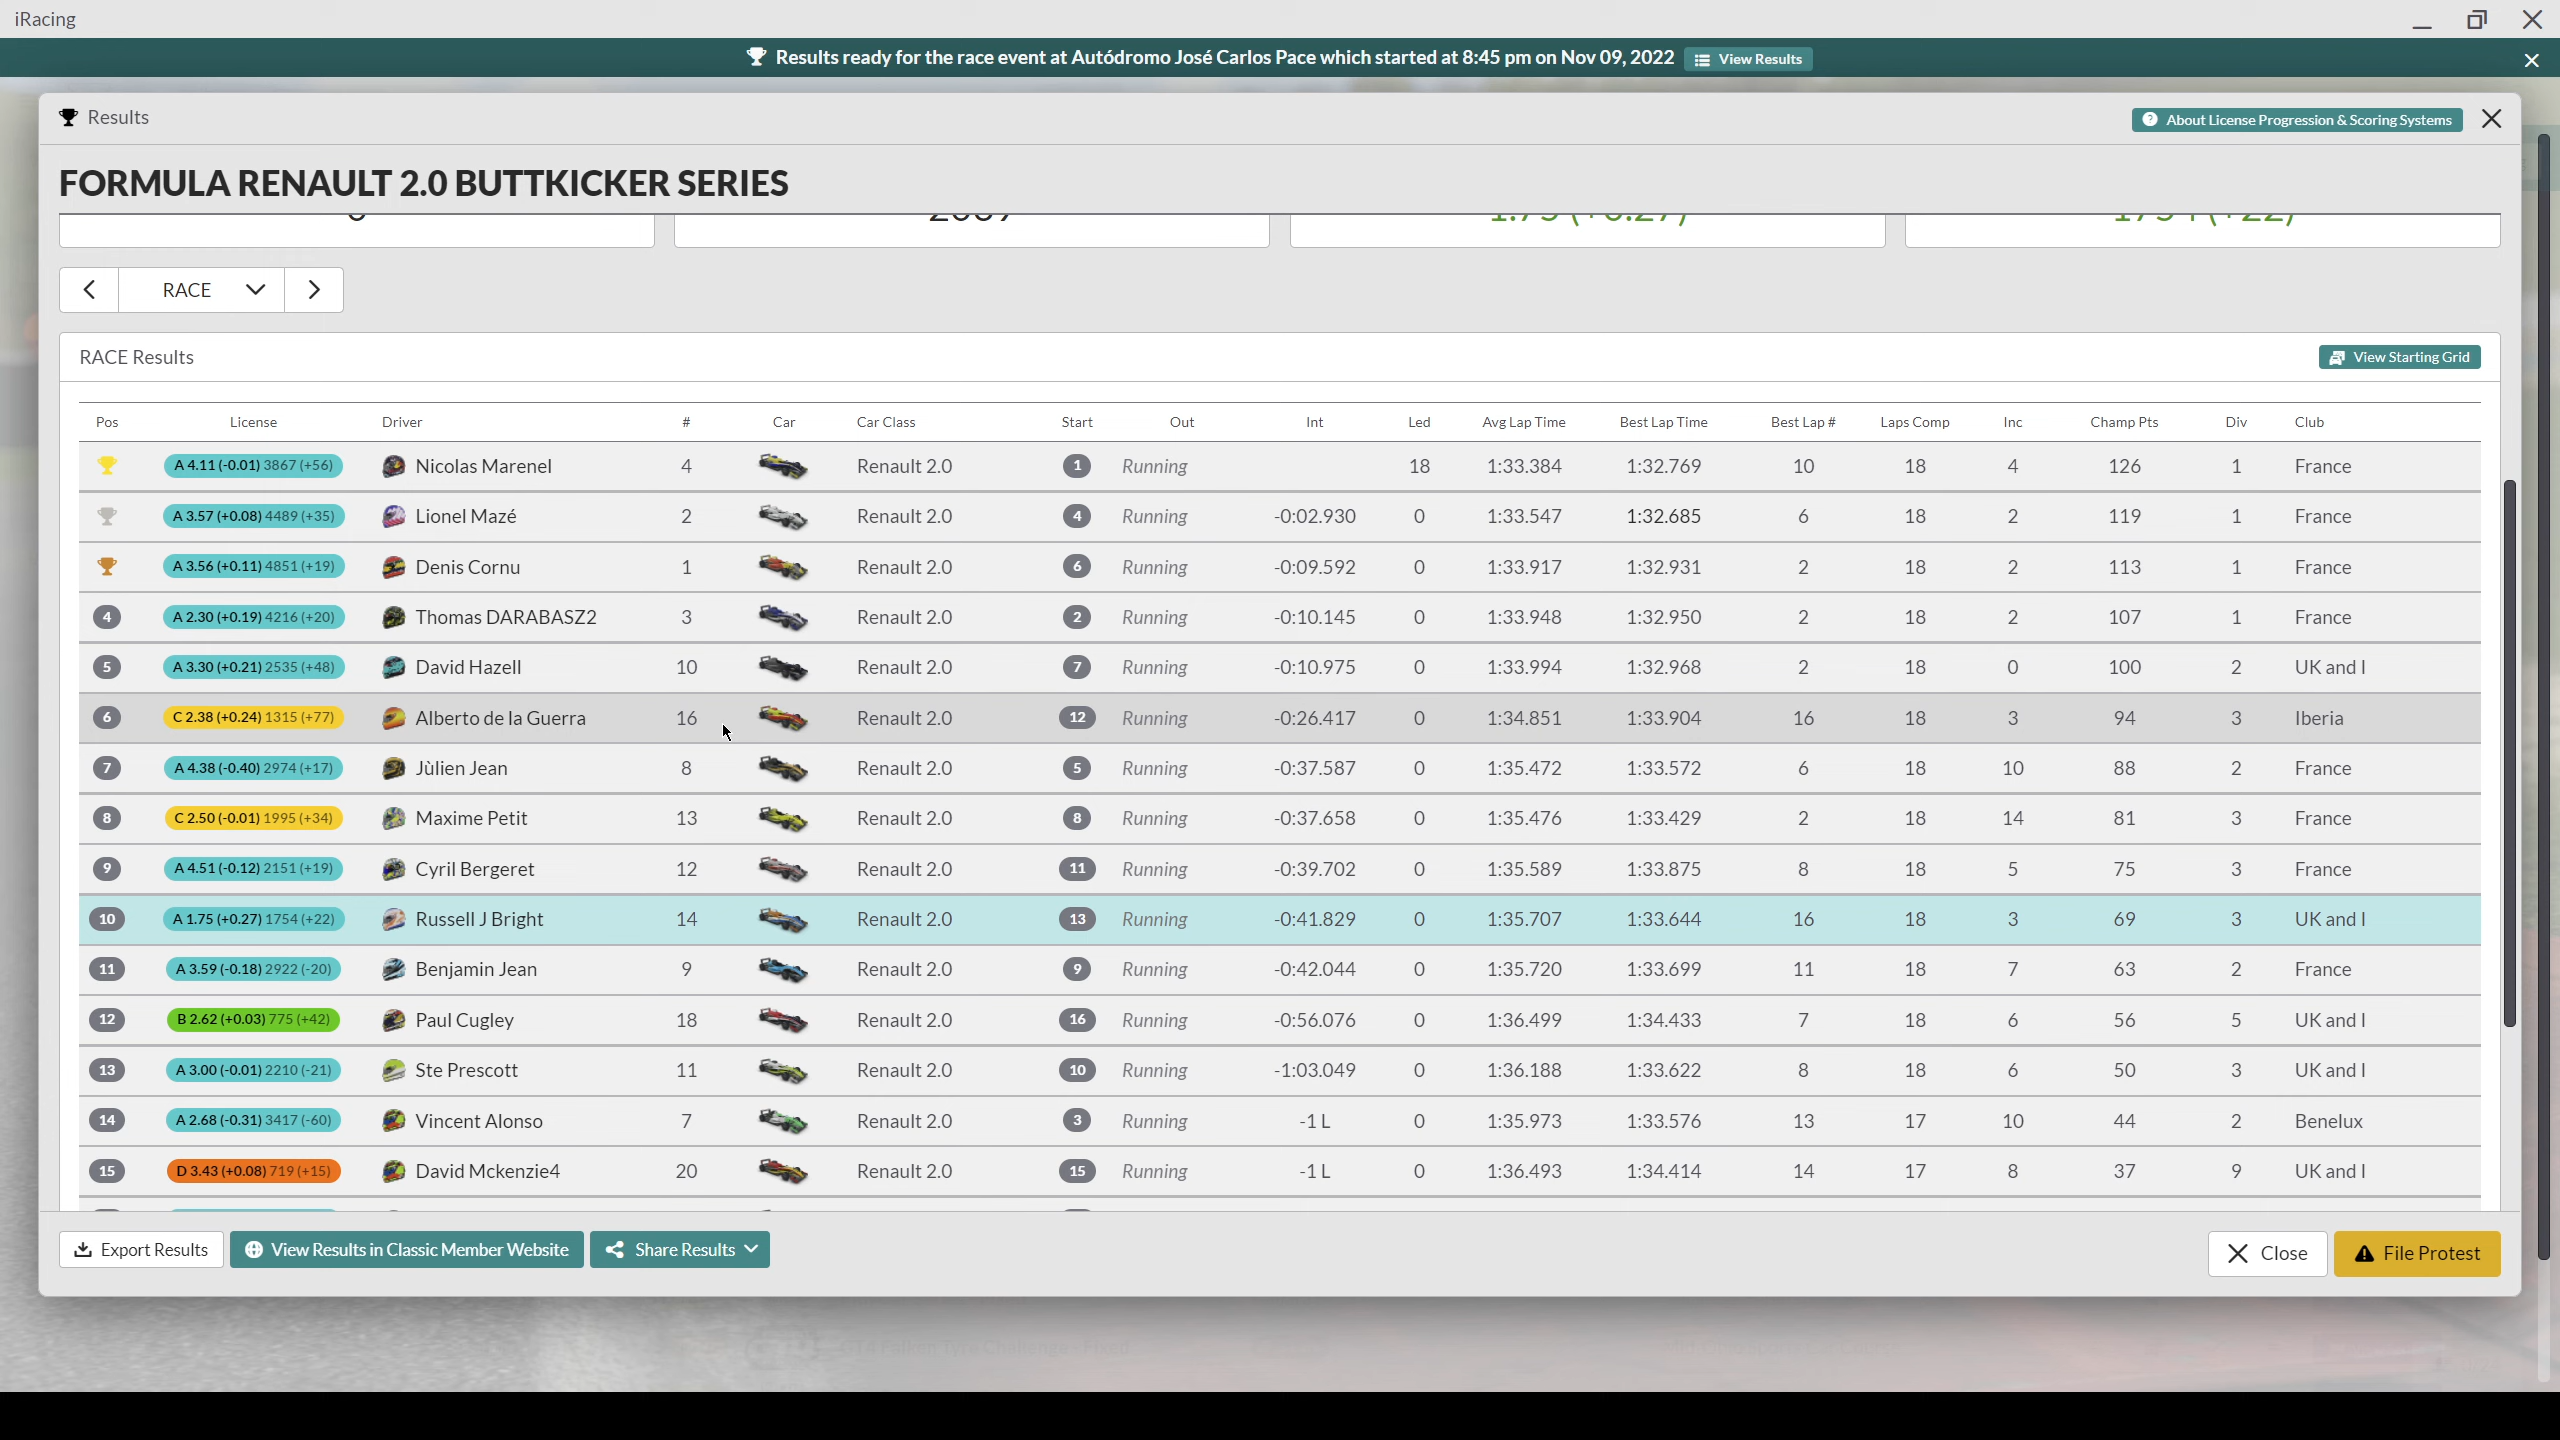 iRacing
Results ready for the race event at Autódromo José Carlos Pace which started at 8:45 pm on Nov 09, 2022 View Results
Results About License Progression & Scoring Systems
FORMULA RENAULT 2.0 BUTTKICKER SERIES
RACE
RACE Results View Starting Grid
Pos License Driver # Car Car Class Start Out Int Led Avg Lap Time Best Lap Time Best Lap # Laps Comp Inc Champ Pts Div Club
A 4.11 (-0.01) 3867 (+56) Nicolas Marenel 4 Renault 2.0 1 Running 18 1:33.384 1:32.769 10 18 4 126 1 France
A 3.57 (+0.08) 4489 (+35) Lionel Mazé 2 Renault 2.0 4 Running -0:02.930 0 1:33.547 1:32.685 6 18 2 119 1 France
A 3.56 (+0.11) 4851 (+19) Denis Cornu 1 Renault 2.0 6 Running -0:09.592 0 1:33.917 1:32.931 2 18 2 113 1 France
4 A 2.30 (+0.19) 4216 (+20) Thomas DARABASZ2 3 Renault 2.0 2 Running -0:10.145 0 1:33.948 1:32.950 2 18 2 107 1 France
5 A 3.30 (+0.21) 2535 (+48) David Hazell 10 Renault 2.0 7 Running -0:10.975 0 1:33.994 1:32.968 2 18 0 100 2 UK and I
6 C 2.38 (+0.24) 1315 (+77) Alberto de la Guerra 16 Renault 2.0 12 Running -0:26.417 0 1:34.851 1:33.904 16 18 3 94 3 Iberia
7 A 4.38 (-0.40) 2974 (+17) Jùlien Jean 8 Renault 2.0 5 Running -0:37.587 0 1:35.472 1:33.572 6 18 10 88 2 France
8 C 2.50 (-0.01) 1995 (+34) Maxime Petit 13 Renault 2.0 8 Running -0:37.658 0 1:35.476 1:33.429 2 18 14 81 3 France
9 A 4.51 (-0.12) 2151 (+19) Cyril Bergeret 12 Renault 2.0 11 Running -0:39.702 0 1:35.589 1:33.875 8 18 5 75 3 France
10 A 1.75 (+0.27) 1754 (+22) Russell J Bright 14 Renault 2.0 13 Running -0:41.829 0 1:35.707 1:33.644 16 18 3 69 3 UK and I
11 A 3.59 (-0.18) 2922 (-20) Benjamin Jean 9 Renault 2.0 9 Running -0:42.044 0 1:35.720 1:33.699 11 18 7 63 2 France
12 B 2.62 (+0.03) 775 (+42) Paul Cugley 18 Renault 2.0 16 Running -0:56.076 0 1:36.499 1:34.433 7 18 6 56 5 UK and I
13 A 3.00 (-0.01) 2210 (-21) Ste Prescott 11 Renault 2.0 10 Running -1:03.049 0 1:36.188 1:33.622 8 18 6 50 3 UK and I
14 A 2.68 (-0.31) 3417 (-60) Vincent Alonso 7 Renault 2.0 3 Running -1 L 0 1:35.973 1:33.576 13 17 10 44 2 Benelux
15 D 3.43 (+0.08) 719 (+15) David Mckenzie4 20 Renault 2.0 15 Running -1 L 0 1:36.493 1:34.414 14 17 8 37 9 UK and I
Export Results View Results in Classic Member Website Share Results Close File Protest